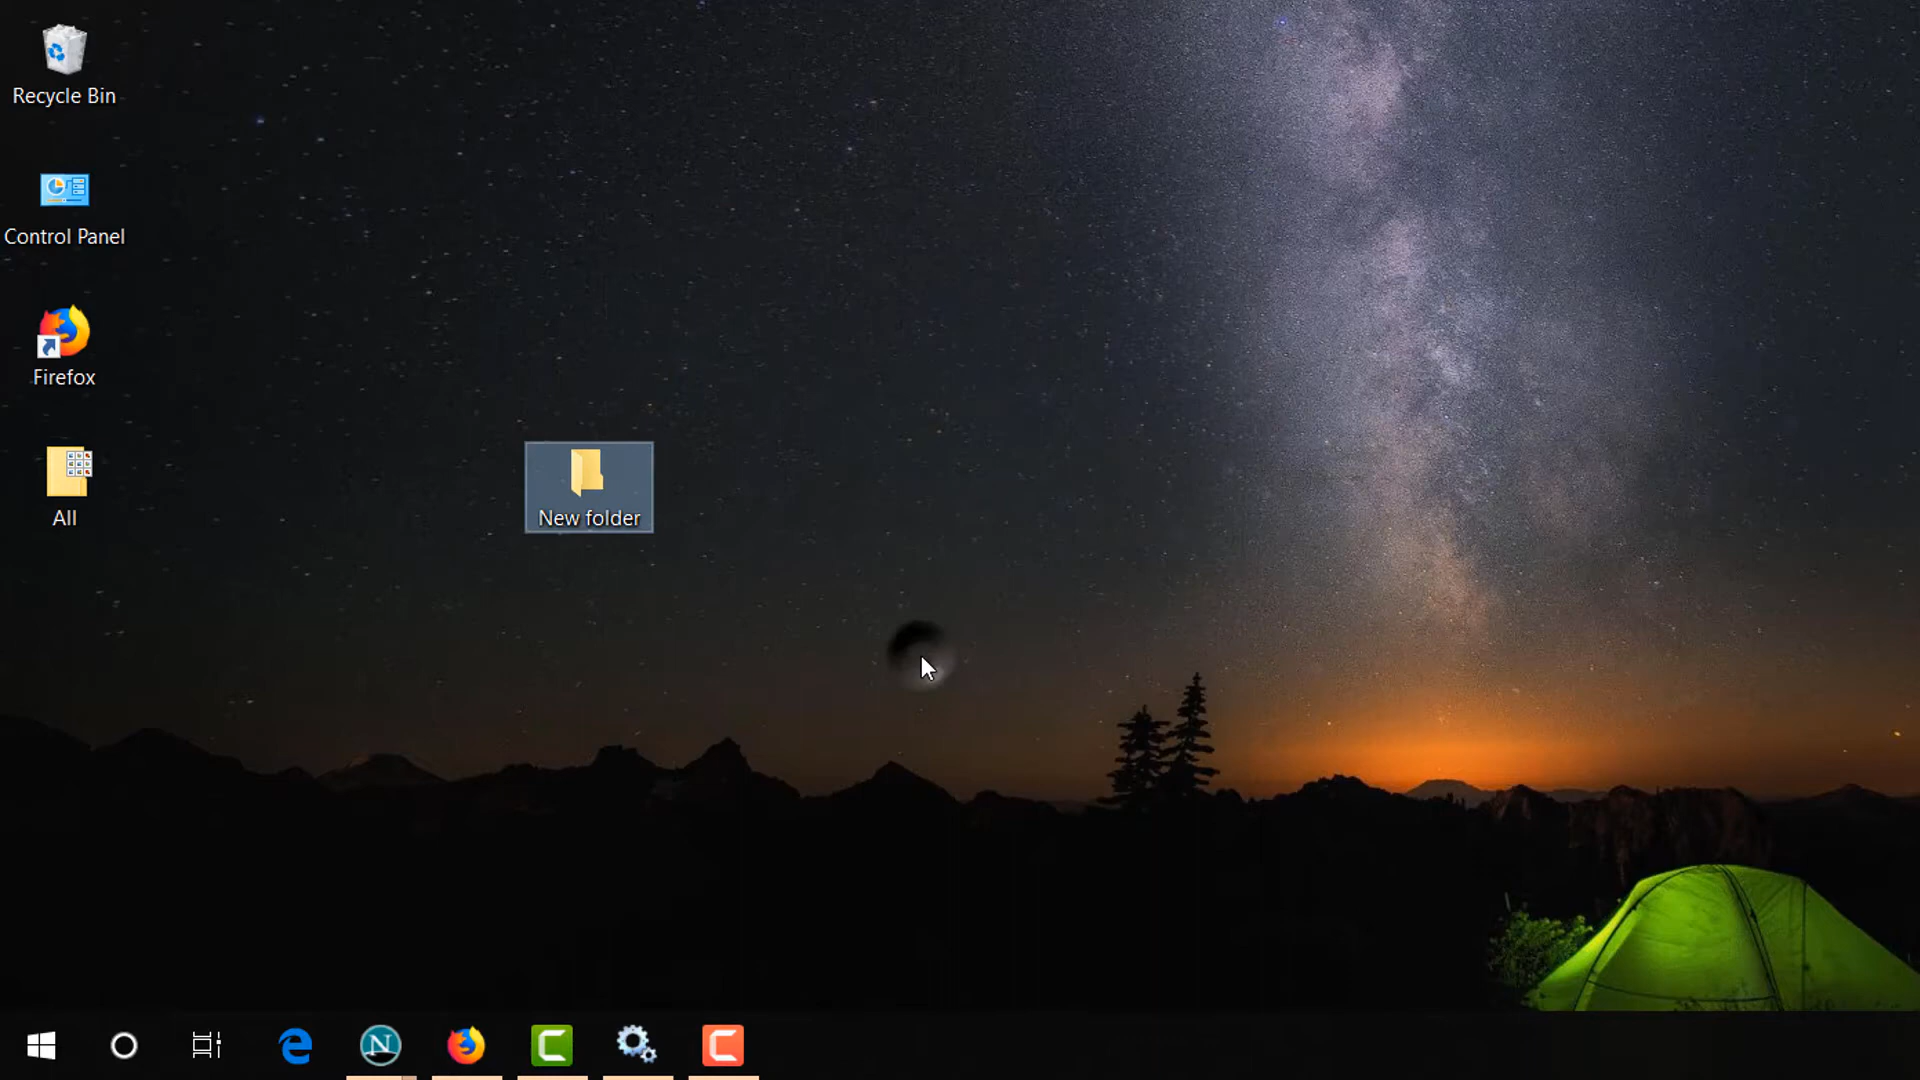 Recycle Bin
Control Panel
Firefox
All
New folder
N
C
C